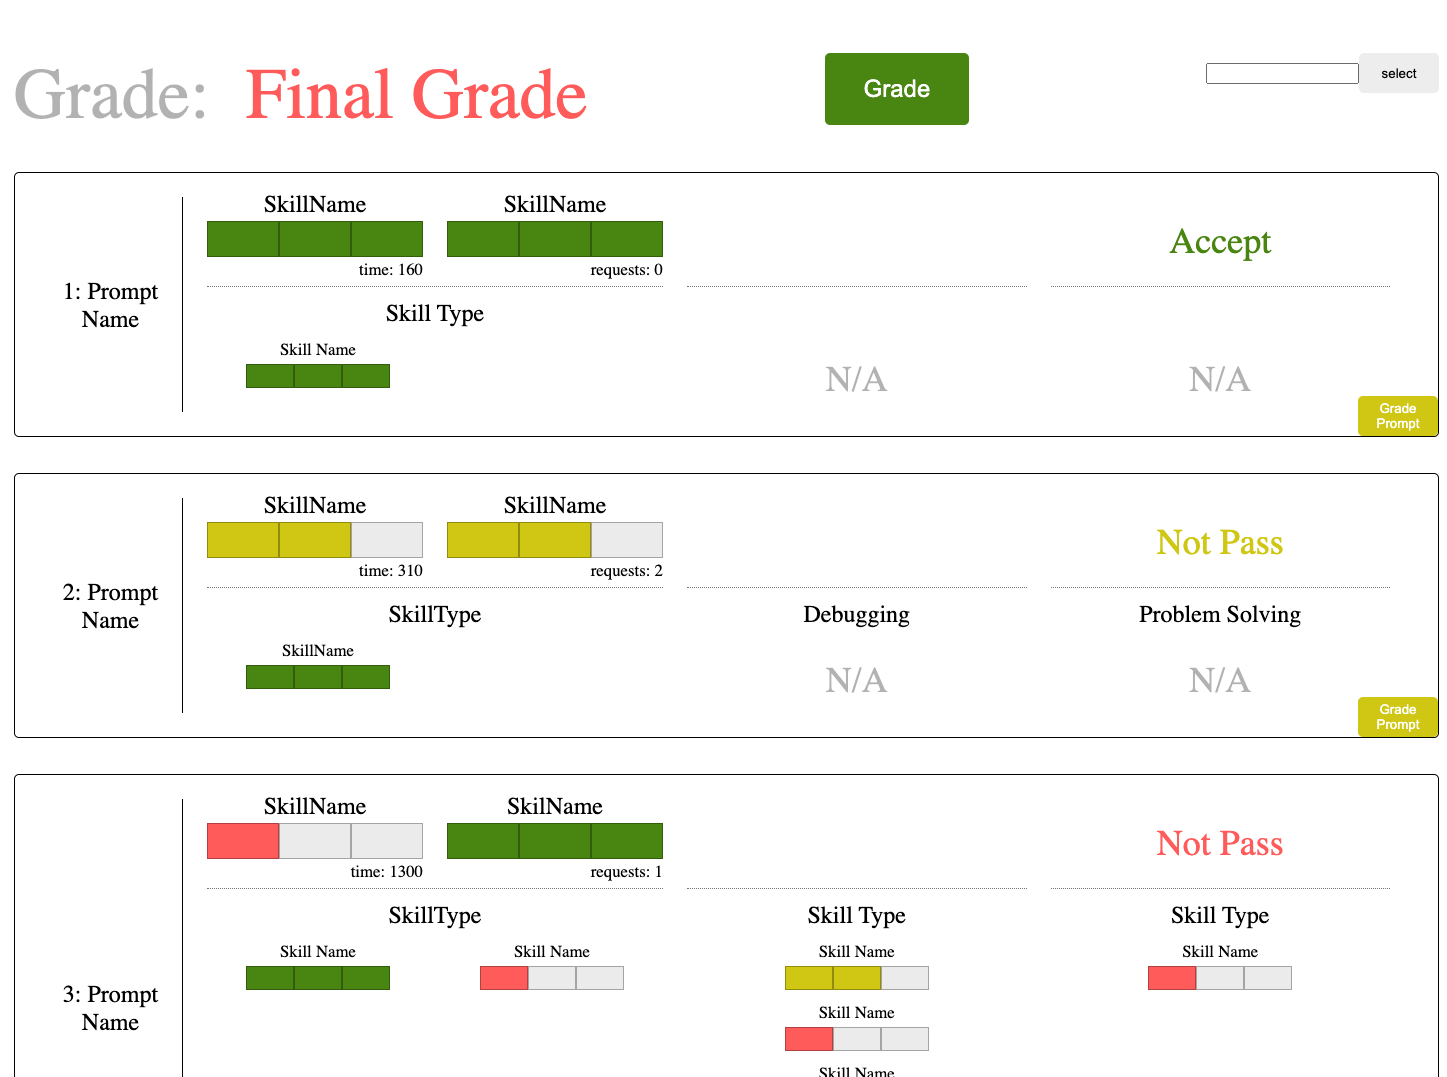 Grade: Final Grade
Grade
select
SkillName SkillName
Accept
time: 160 requests: 0
1: Prompt
Name
Skill Type
Skill Name
N/A N/A
Grade
Prompt
SkillName SkillName
Not Pass
time: 310 requests: 2
2: Prompt
Name
SkillType Debugging Problem Solving
SkillName
N/A N/A
Grade
Prompt
SkillName SkilName
Not Pass
time: 1300 requests: 1
SkillType Skill Type Skill Type
Skill Name Skill Name Skill Name Skill Name
3: Prompt
Name
Skill Name
Skill Name